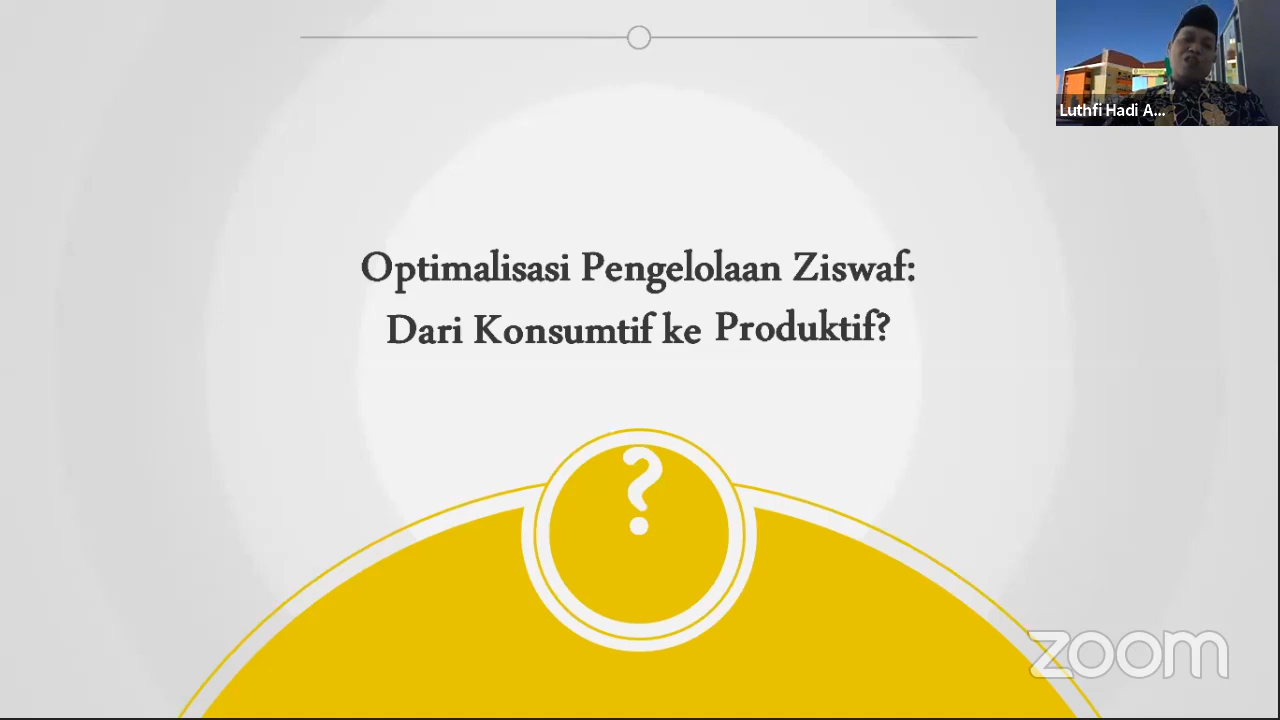 Luthfi Hadi A...
Optimalisasi Pengelolaan Ziswaf:
Dari Konsumtif ke Produktif?
?
zoom